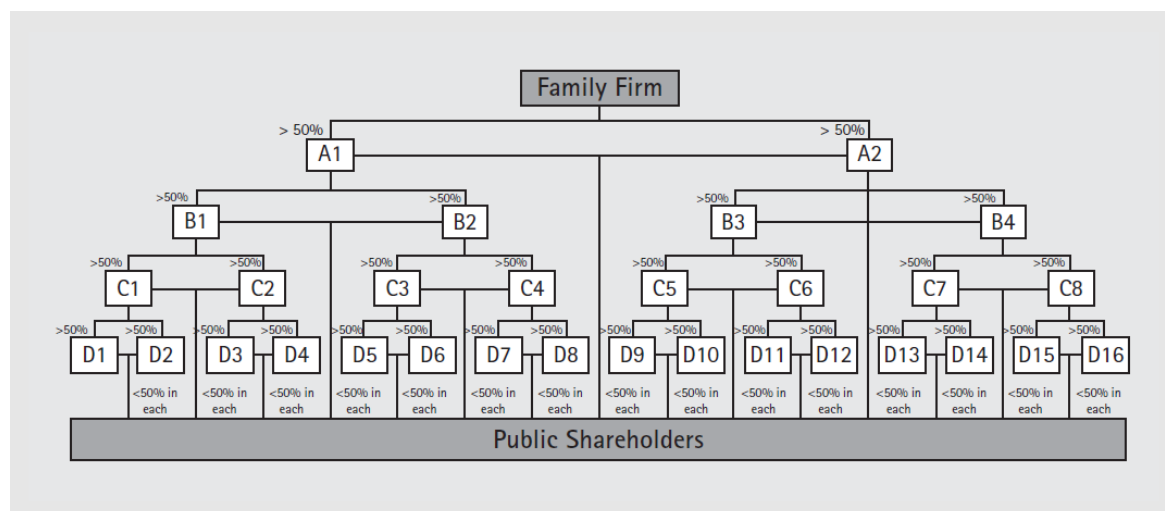 Family Firm
> 50% > 50%
A1 A2
>50% >50% >50% >50%
B1 B2 B3 B4
>50% >50% >50% >50% >50% >50% >50% >50%
C1 C2 C3 C4 C5 C6 C7 C8
>50% >50% >50% >50% >50% >50% >50% >50% >50% >50% >50% >50% >50% >50% >50% >50%
D1 D2 D3 D4 D5 D6 D7 D8 D9 D10 D11 D12 D13 D14 D15 D16
<50% in <50% in <50% in <50% in <50% in <50% in <50% in <50% in <50% in <50% in <50% in <50% in <50% in <50% in <50% in
each each each each each each each each each each each each each each each
Public Shareholders